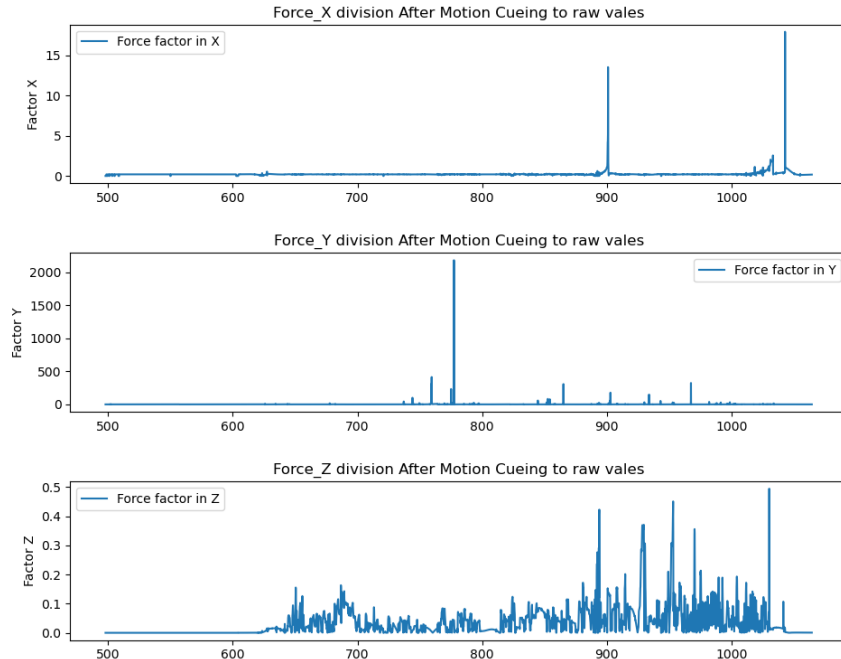 Force_X division After Motion Cueing to raw vales
Force factor in X
Factor X
15
10
5
0
500 600 700 800 900 1000
Force_Y division After Motion Cueing to raw vales
Force factor in Y
Factor Y
2000
1500
1000
500
0
500 600 700 800 900 1000
Force_Z division After Motion Cueing to raw vales
Force factor in Z
Factor Z
0.5
0.4
0.3
0.2
0.1
0.0
500 600 700 800 900 1000